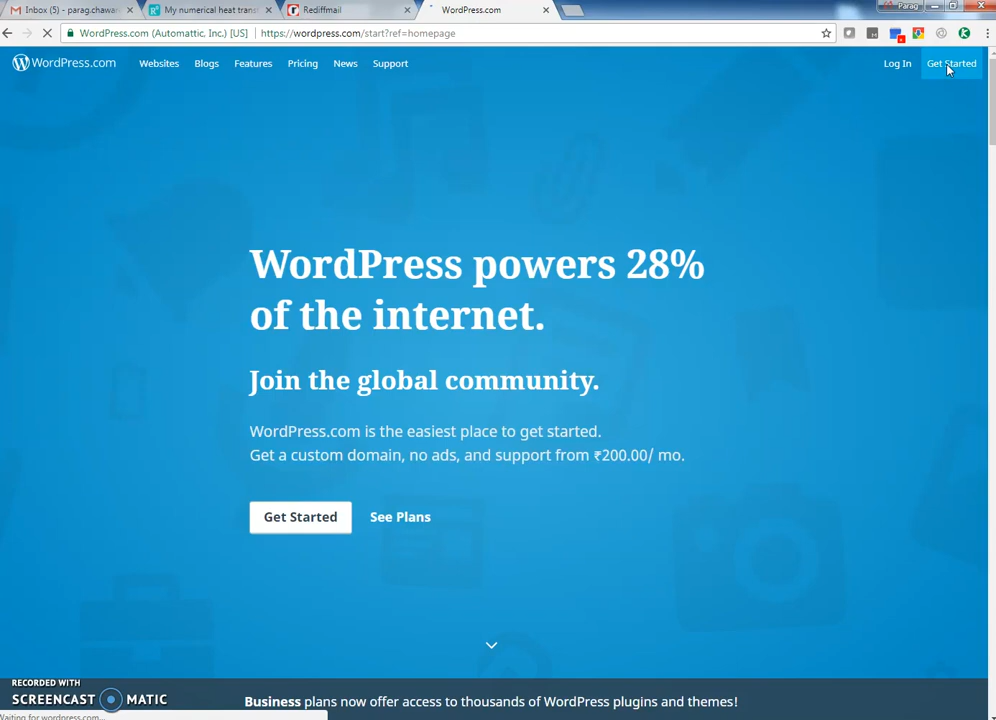 Inbox (5) - parag.chawar
My numerical heat trans
Rediffmail
WordPress.com
Parag
WordPress.com (Automattic, Inc.) [US]
https://wordpress.com/start?ref=homepage
WordPress.com
Websites
Blogs
Features
Pricing
News
Support
Log In
Get Started
WordPress powers 28%
of the internet.
Join the global community.
WordPress.com is the easiest place to get started.
Get a custom domain, no ads, and support from ₹200.00/ mo.
Get Started
See Plans
RECORDED WITH
SCREENCAST MATIC
Business plans now offer access to thousands of WordPress plugins and themes!
Waiting for wordpress.com...